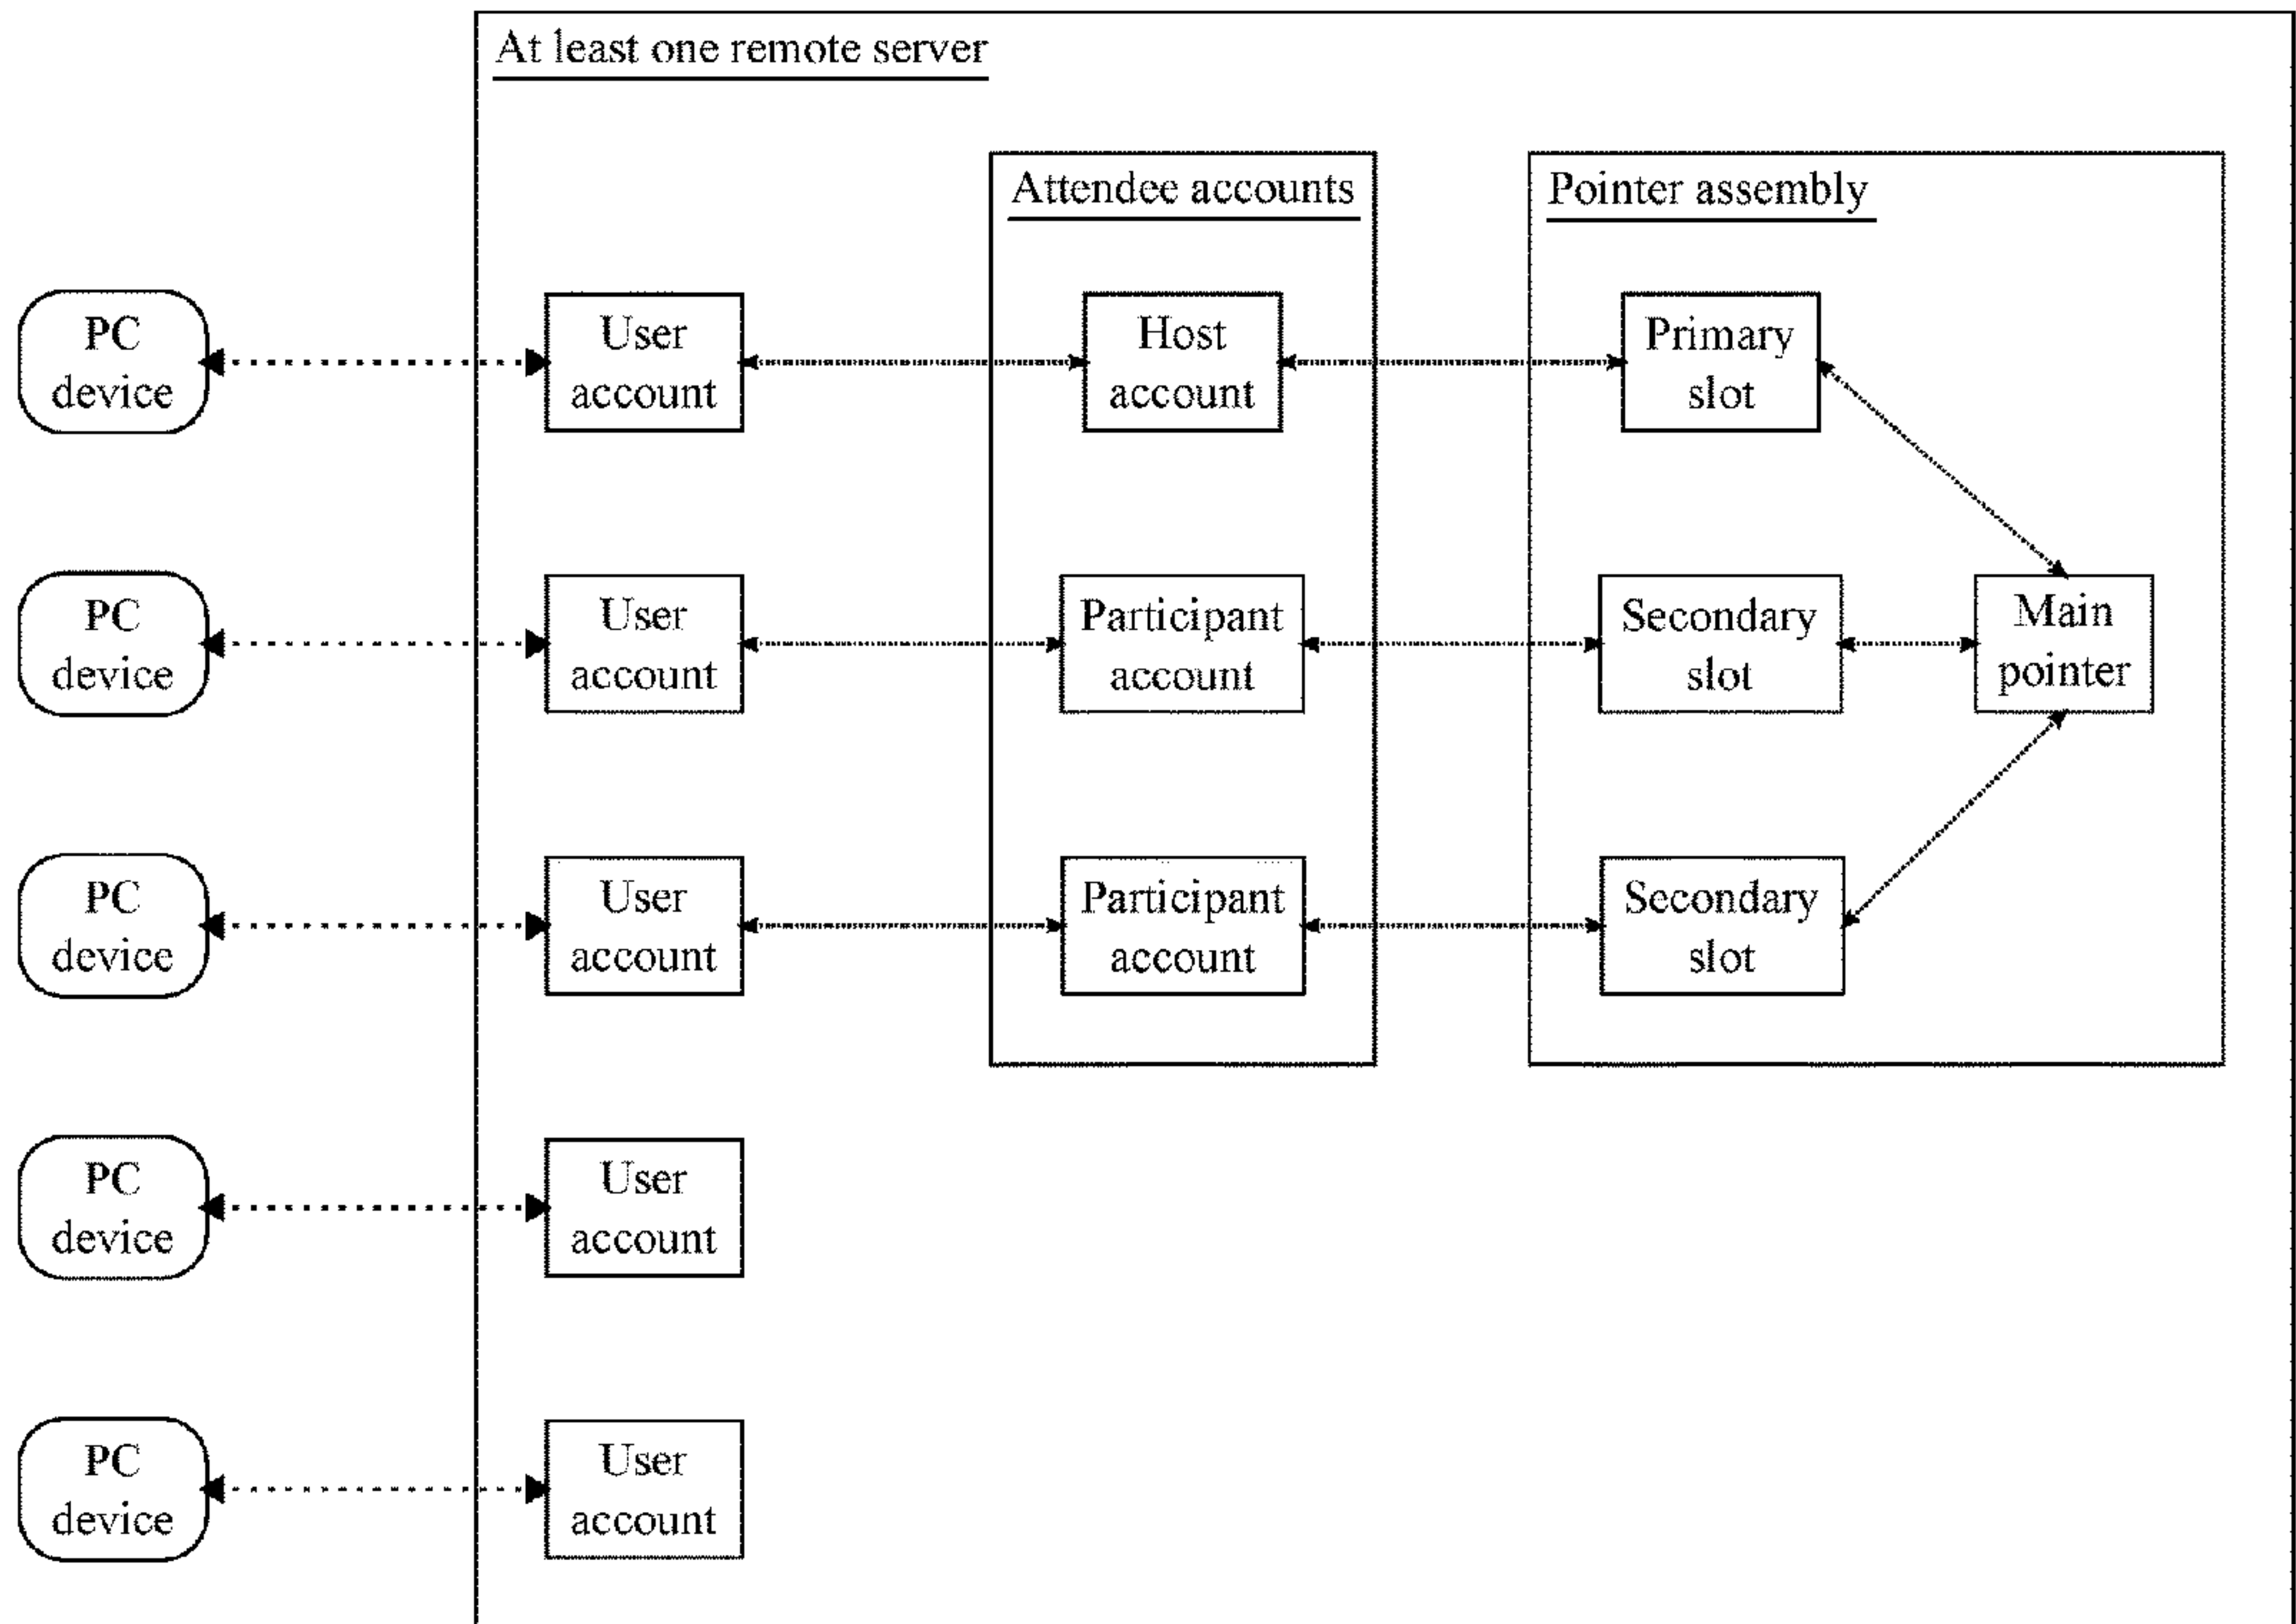 At least one remote server
Attendee accounts
Pointer assembly
PC
device
User
account
Host
account
Primary
slot
PC
device
User
account
Participant
account
Secondary
slot
Main
pointer
PC
device
User
account
Participant
account
Secondary
slot
PC
device
User
account
PC
device
User
account